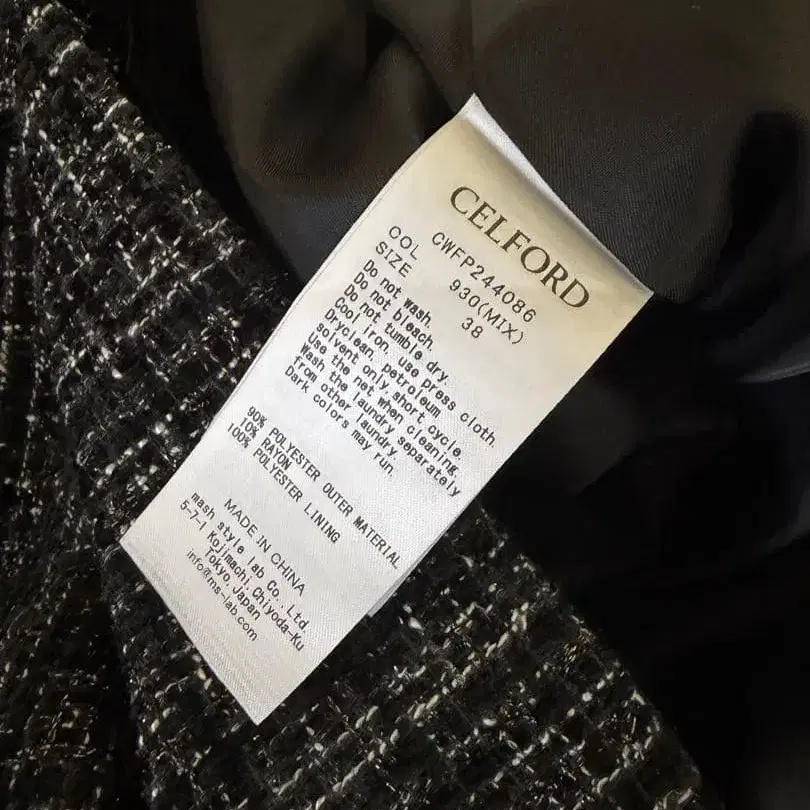 CELFORD
CWFP244086
COL 930(MIX)
SIZE 38
Do not wash.
Do not bleach.
Do not tumble dry.
Cool iron, use press cloth.
Dryclean, petroleum
solvent only, short cycle.
Use the net when cleaning.
Wash the laundry separately
from other laundry.
Dark colors may run.
90% POLYESTER OUTER MATERIAL
10% RAYON
100% POLYESTER LINING
MADE IN CHINA
mash style lab Co., Ltd.
5-7-1 Kojimachi, Chiyoda-Ku
Tokyo, Japan
info@ms-lab.com